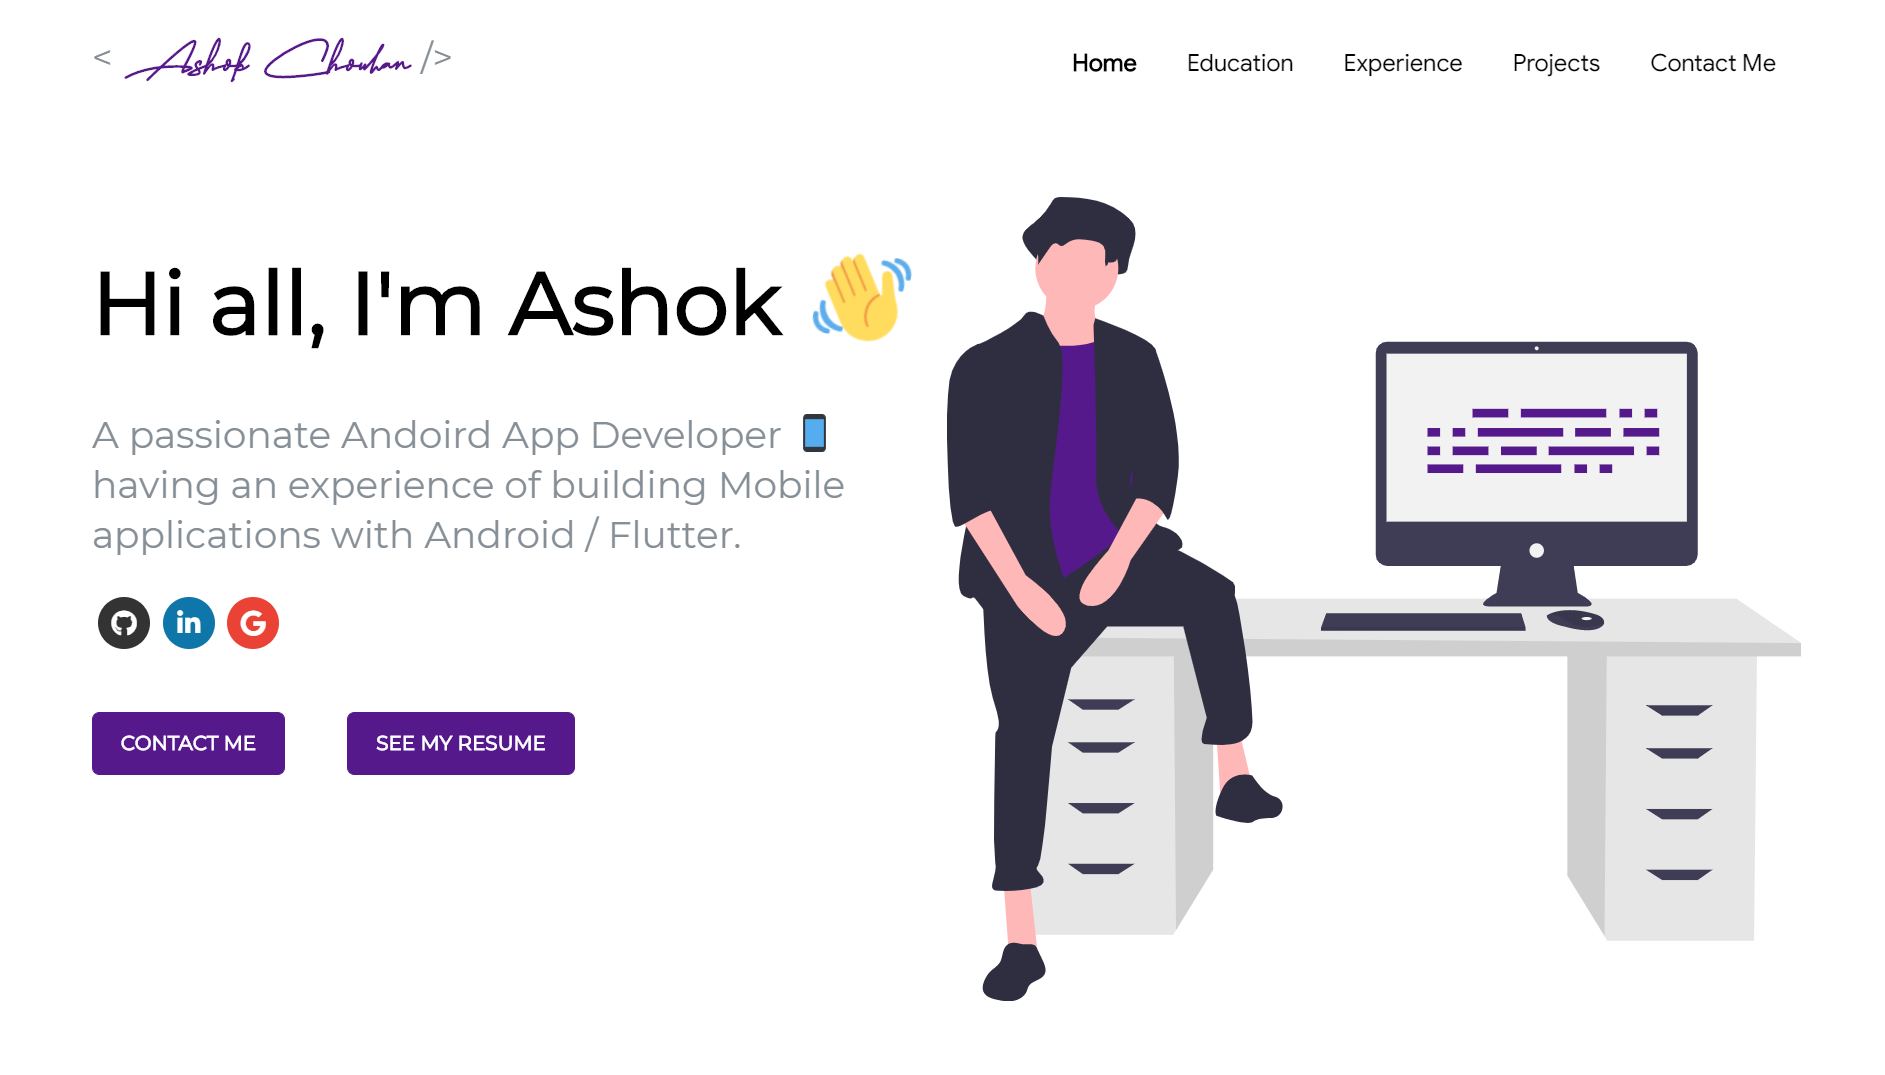 < Ashok Chouhan />
Home Education Experience Projects Contact Me
Hi all, I'm Ashok 👋
A passionate Andoird App Developer 📱
having an experience of building Mobile
applications with Android / Flutter.
in G
CONTACT ME SEE MY RESUME